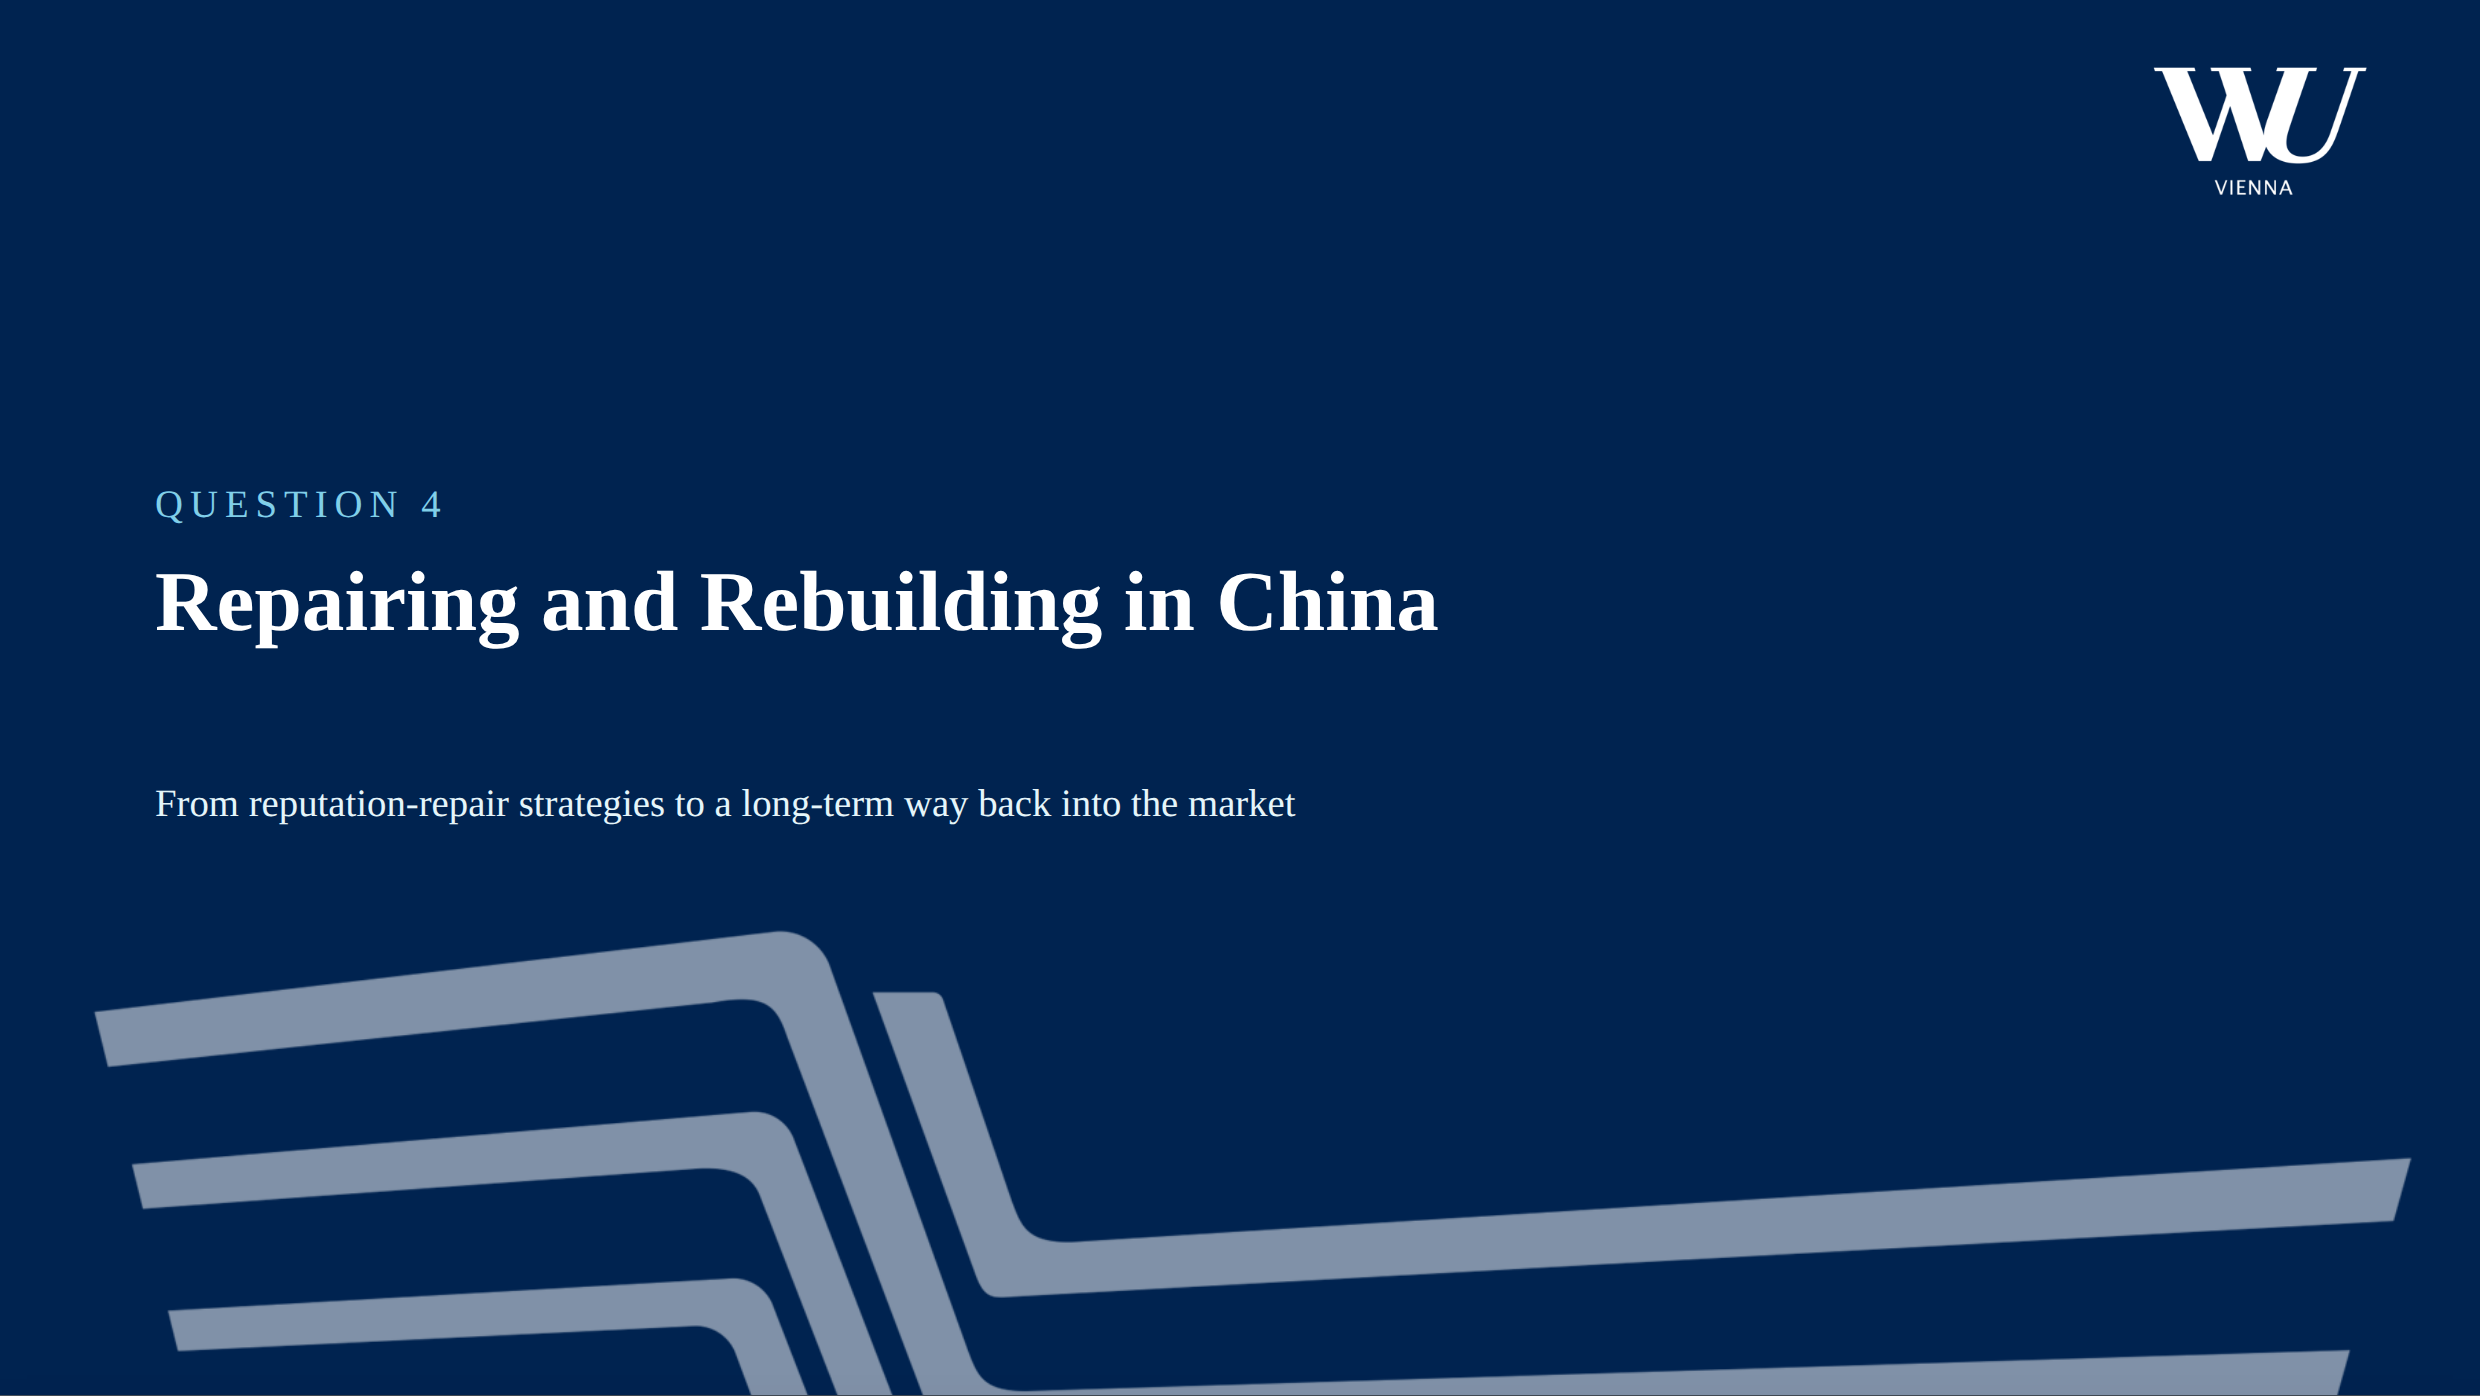 WU
VIENNA
QUESTION 4
Repairing and Rebuilding in China
From reputation-repair strategies to a long-term way back into the market